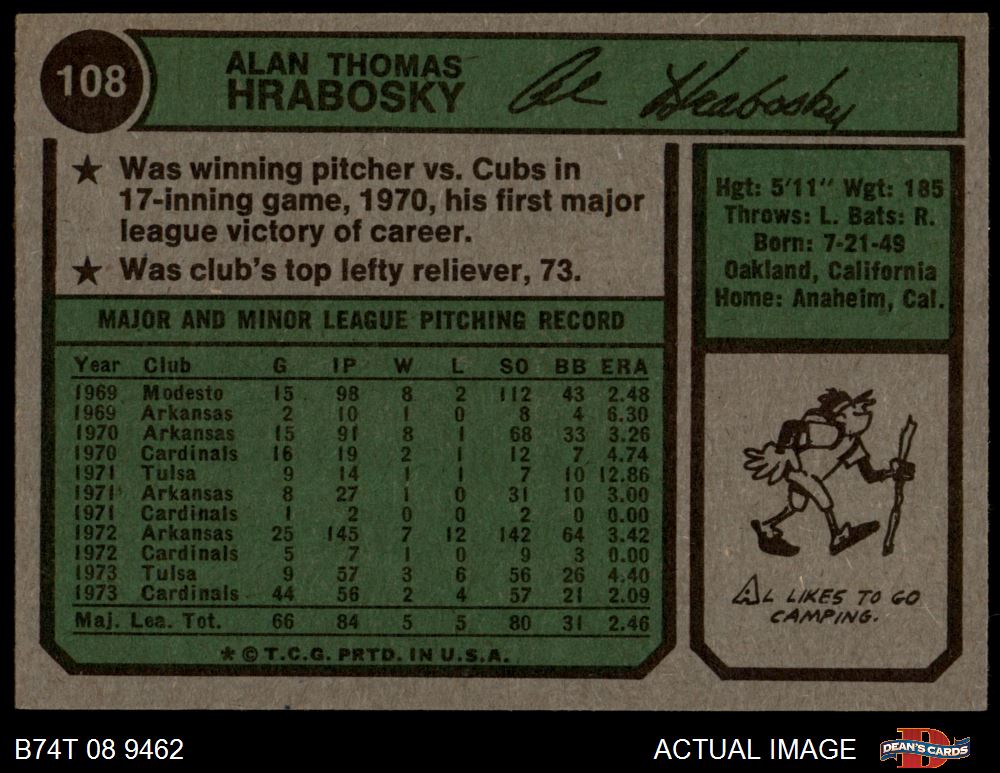 108
ALAN THOMAS
HRABOSKY
Al Hrabosky
★ Was winning pitcher vs. Cubs in
17-inning game, 1970, his first major
league victory of career.
★ Was club's top lefty reliever, 73.
Hgt: 5'11" Wgt: 185
Throws: L. Bats: R.
Born: 7-21-49
Oakland, California
Home: Anaheim, Cal.
MAJOR AND MINOR LEAGUE PITCHING RECORD
Year Club G IP W L SO BB ERA
1969 Modesto 15 98 8 2 112 43 2.48
1969 Arkansas 2 10 1 0 8 4 6.30
1970 Arkansas 15 91 8 1 68 33 3.26
1970 Cardinals 16 19 2 1 12 7 4.74
1971 Tulsa 9 14 1 1 7 10 12.86
1971 Arkansas 8 27 1 0 31 10 3.00
1971 Cardinals 1 2 0 0 2 0 0.00
1972 Arkansas 25 145 7 12 142 64 3.42
1972 Cardinals 5 7 1 0 9 3 0.00
1973 Tulsa 9 57 3 6 56 26 4.40
1973 Cardinals 44 56 2 4 57 21 2.09
Maj. Lea. Tot. 66 84 5 5 80 31 2.46
* © T.C.G. PRTD. IN U.S.A.
AL LIKES TO GO
CAMPING.
B74T 08 9462
ACTUAL IMAGE
DEAN'S CARDS